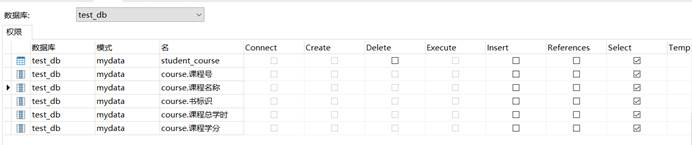 数据库: test_db
权限
数据库 模式 名 Connect Create Delete Execute Insert References Select Temp
test_db mydata student_course
test_db mydata course.课程号
test_db mydata course.课程名称
test_db mydata course.书标识
test_db mydata course.课程总学时
test_db mydata course.课程学分